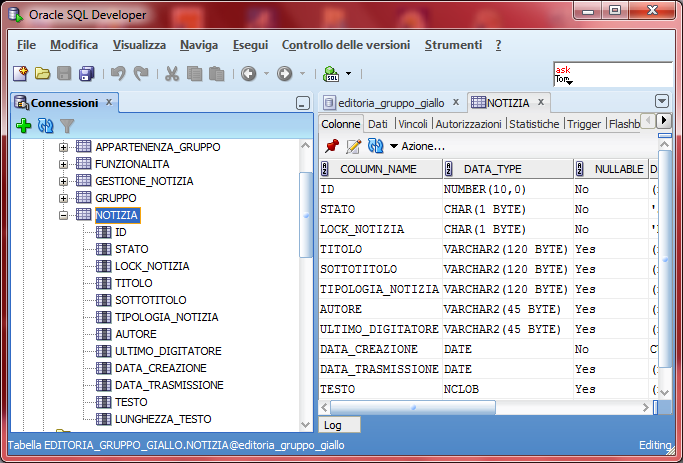 Oracle SQL Developer
File Modifica Visualizza Naviga Esegui Controllo delle versioni Strumenti ?
SQL
ask
Tom
Connessioni x
editoria_gruppo_giallo x NOTIZIA x
Colonne Dati Vincoli Autorizzazioni Statistiche Trigger Flashb
Azione...
APPARTENENZA_GRUPPO
FUNZIONALITA
GESTIONE_NOTIZIA
GRUPPO
NOTIZIA
ID
STATO
LOCK_NOTIZIA
TITOLO
SOTTOTITOLO
TIPOLOGIA_NOTIZIA
AUTORE
ULTIMO_DIGITATORE
DATA_CREAZIONE
DATA_TRASMISSIONE
TESTO
LUNGHEZZA_TESTO
COLUMN_NAME DATA_TYPE NULLABLE D
ID NUMBER(10,0) No
STATO CHAR(1 BYTE) No
LOCK_NOTIZIA CHAR(1 BYTE) No
TITOLO VARCHAR2(120 BYTE) Yes
SOTTOTITOLO VARCHAR2(120 BYTE) Yes
TIPOLOGIA_NOTIZIA VARCHAR2(120 BYTE) Yes
AUTORE VARCHAR2(45 BYTE) Yes
ULTIMO_DIGITATORE VARCHAR2(45 BYTE) Yes
DATA_CREAZIONE DATE No
DATA_TRASMISSIONE DATE Yes
TESTO NCLOB Yes
Log
Tabella EDITORIA_GRUPPO_GIALLO.NOTIZIA@editoria_gruppo_giallo Editing